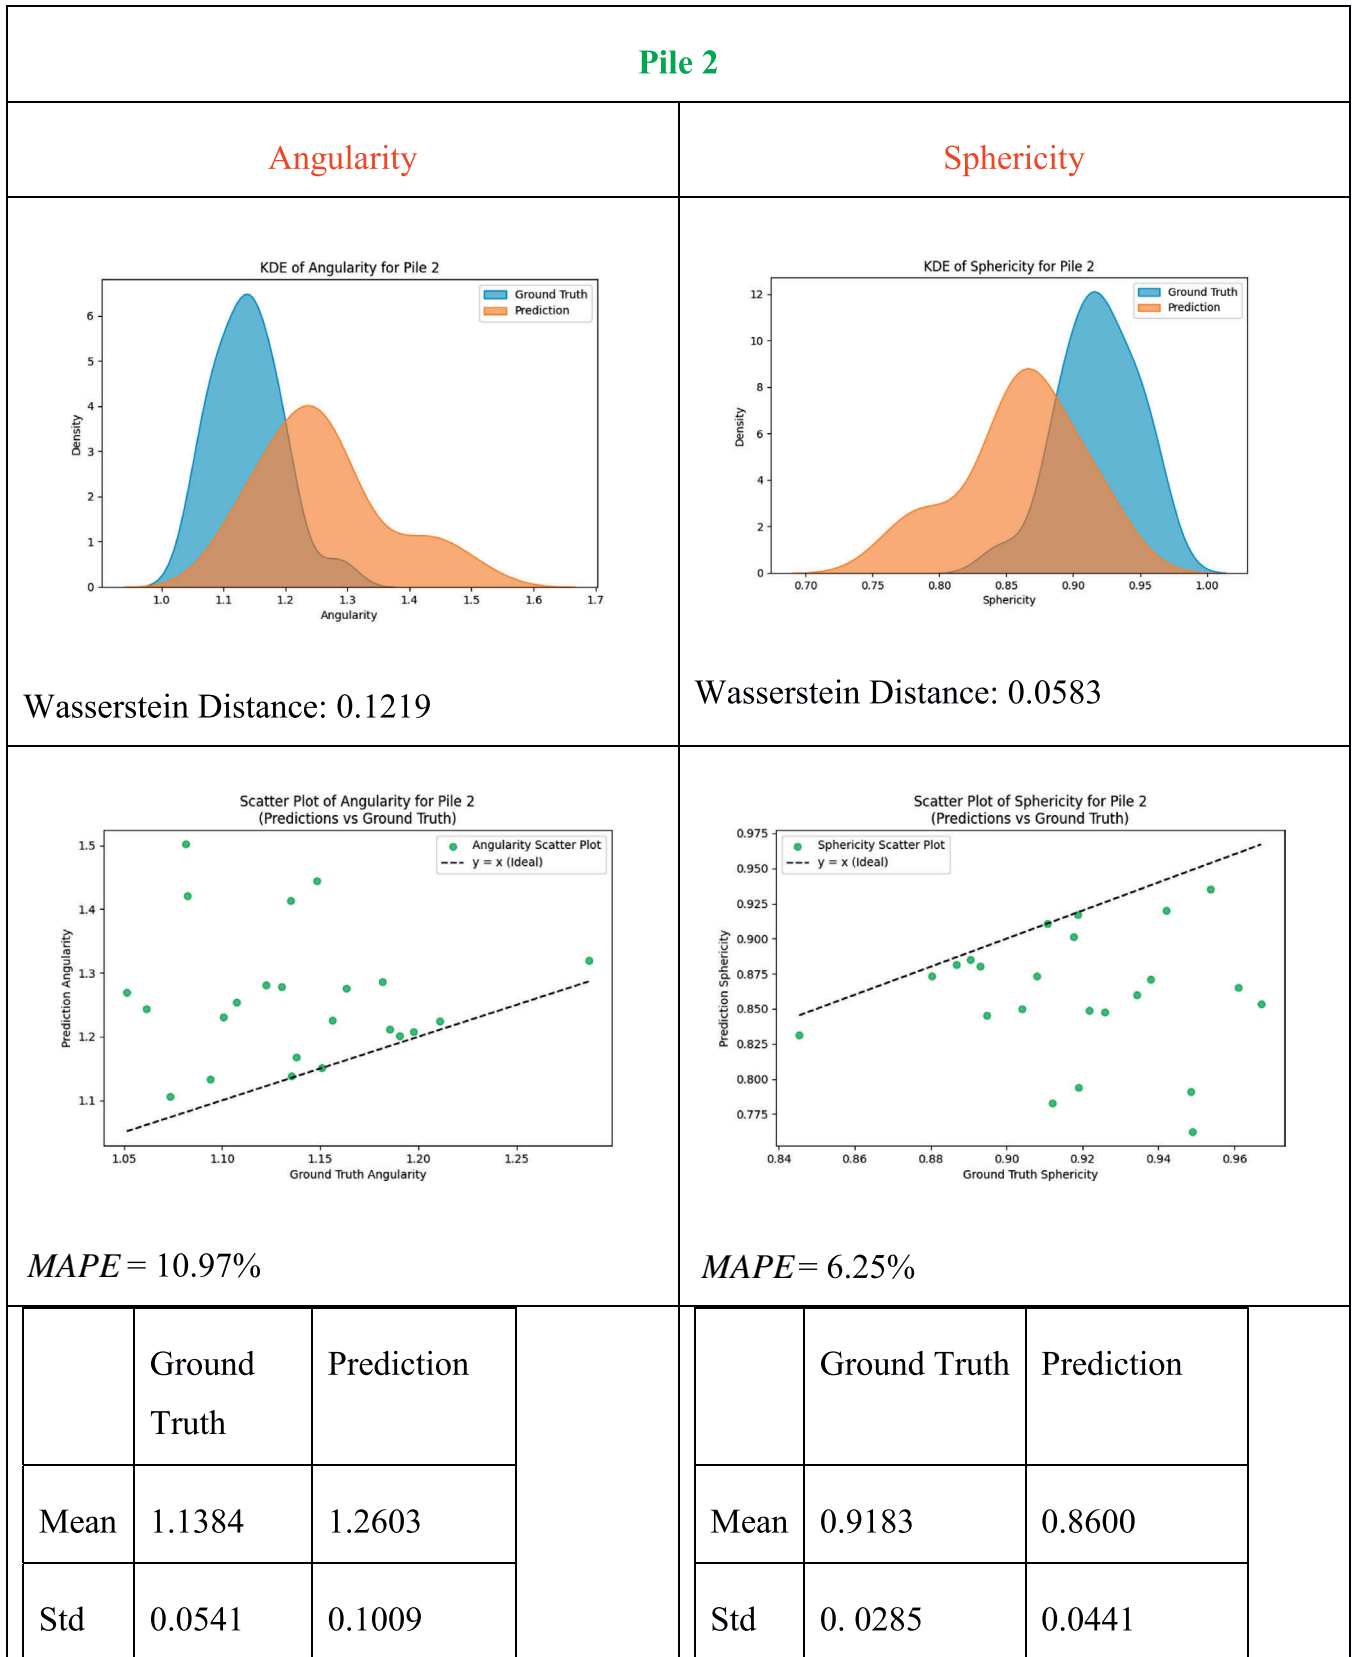 Pile 2
Angularity
Sphericity
KDE of Angularity for Pile 2
Ground Truth
Prediction
6
5
4
3
2
1
0
Density
1.0 1.1 1.2 1.3 1.4 1.5 1.6 1.7
Angularity
Wasserstein Distance: 0.1219
KDE of Sphericity for Pile 2
Ground Truth
Prediction
12
10
8
6
4
2
0
Density
0.70 0.75 0.80 0.85 0.90 0.95 1.00
Sphericity
Wasserstein Distance: 0.0583
Scatter Plot of Angularity for Pile 2
(Predictions vs Ground Truth)
Angularity Scatter Plot
y = x (Ideal)
1.5
1.4
1.3
1.2
1.1
Prediction Angularity
1.05 1.10 1.15 1.20 1.25
Ground Truth Angularity
MAPE = 10.97%
Scatter Plot of Sphericity for Pile 2
(Predictions vs Ground Truth)
Sphericity Scatter Plot
y = x (Ideal)
0.975
0.950
0.925
0.900
0.875
0.850
0.825
0.800
0.775
Prediction Sphericity
0.84 0.86 0.88 0.90 0.92 0.94 0.96
Ground Truth Sphericity
MAPE= 6.25%
Ground
Truth
Prediction
Mean 1.1384 1.2603
Std 0.0541 0.1009
Ground Truth Prediction
Mean 0.9183 0.8600
Std 0. 0285 0.0441